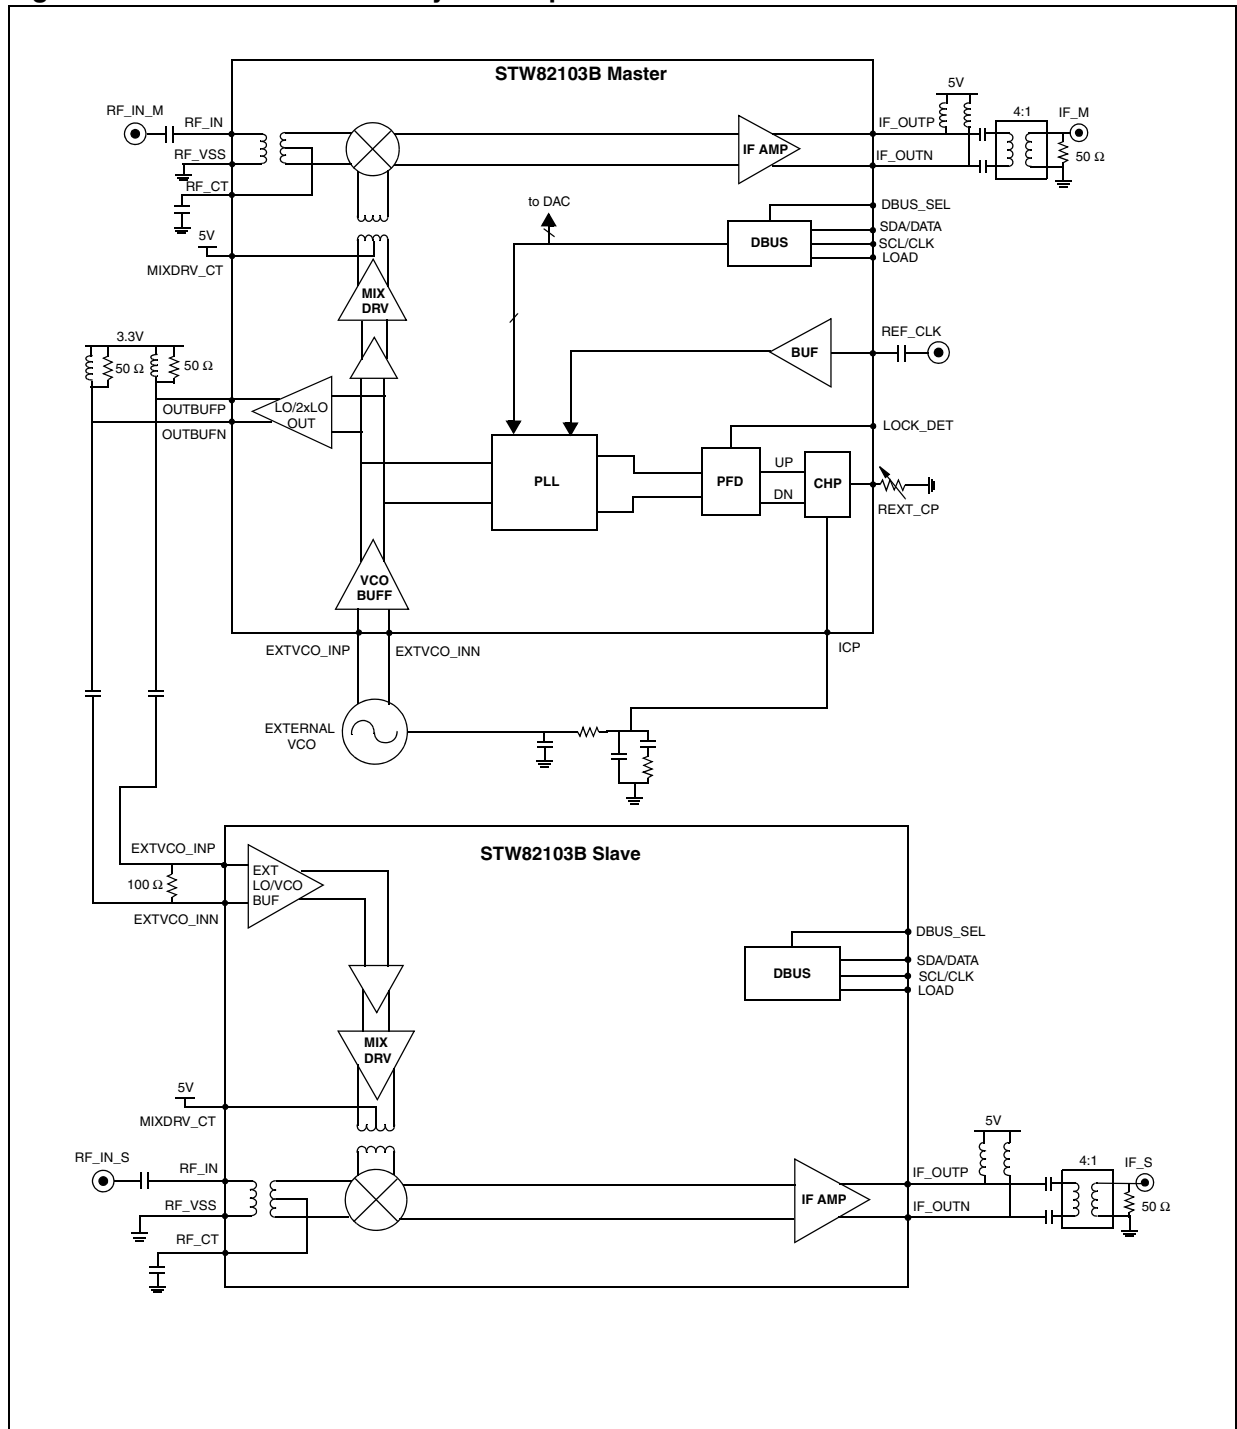 STW82103B Master
RF_IN_M
RF_IN
RF_VSS
RF_CT
5V
MIXDRV_CT
MIX
DRV
IF AMP
IF_OUTP
IF_OUTN
5V
4:1
IF_M
50 Ω
to DAC
DBUS
DBUS_SEL
SDA/DATA
SCL/CLK
LOAD
BUF
REF_CLK
3.3V
50 Ω
50 Ω
OUTBUFP
OUTBUFN
LO/2xLO
OUT
PLL
PFD
UP
DN
CHP
LOCK_DET
REXT_CP
VCO
BUFF
EXTVCO_INP
EXTVCO_INN
ICP
EXTERNAL
VCO
STW82103B Slave
EXTVCO_INP
100 Ω
EXTVCO_INN
EXT
LO/VCO
BUF
DBUS
DBUS_SEL
SDA/DATA
SCL/CLK
LOAD
MIX
DRV
5V
MIXDRV_CT
RF_IN_S
RF_IN
RF_VSS
RF_CT
IF AMP
IF_OUTP
IF_OUTN
5V
4:1
IF_S
50 Ω